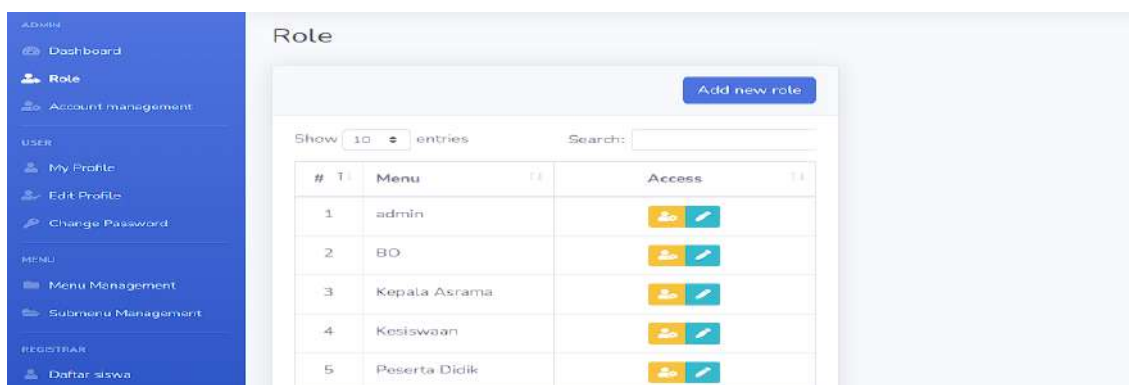 ADMIN
Dashboard
Role
Account management
USER
My Profile
Edit Profile
Change Password
MENU
Menu Management
Submenu Management
REGISTRAR
Daftar siswa
Role
Add new role
Show 10 entries
Search:
# Menu Access
1 admin
2 BO
3 Kepala Asrama
4 Kesiswaan
5 Peserta Didik